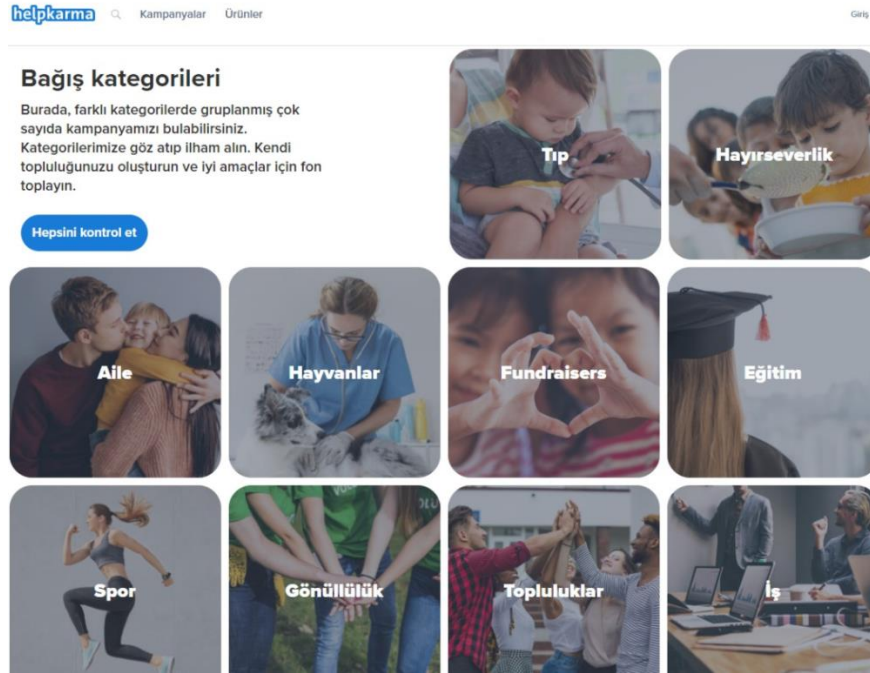 helpkarma
Kampanyalar
Ürünler
Giriş
Bağış kategorileri
Burada, farklı kategorilerde gruplanmış çok
sayıda kampanyamızı bulabilirsiniz.
Kategorilerimize göz atıp ilham alın. Kendi
topluluğunuzu oluşturun ve iyi amaçlar için fon
toplayın.
Hepsini kontrol et
Tıp
Hayırseverlik
Aile
Hayvanlar
Fundraisers
Eğitim
Spor
Gönüllülük
Topluluklar
İş